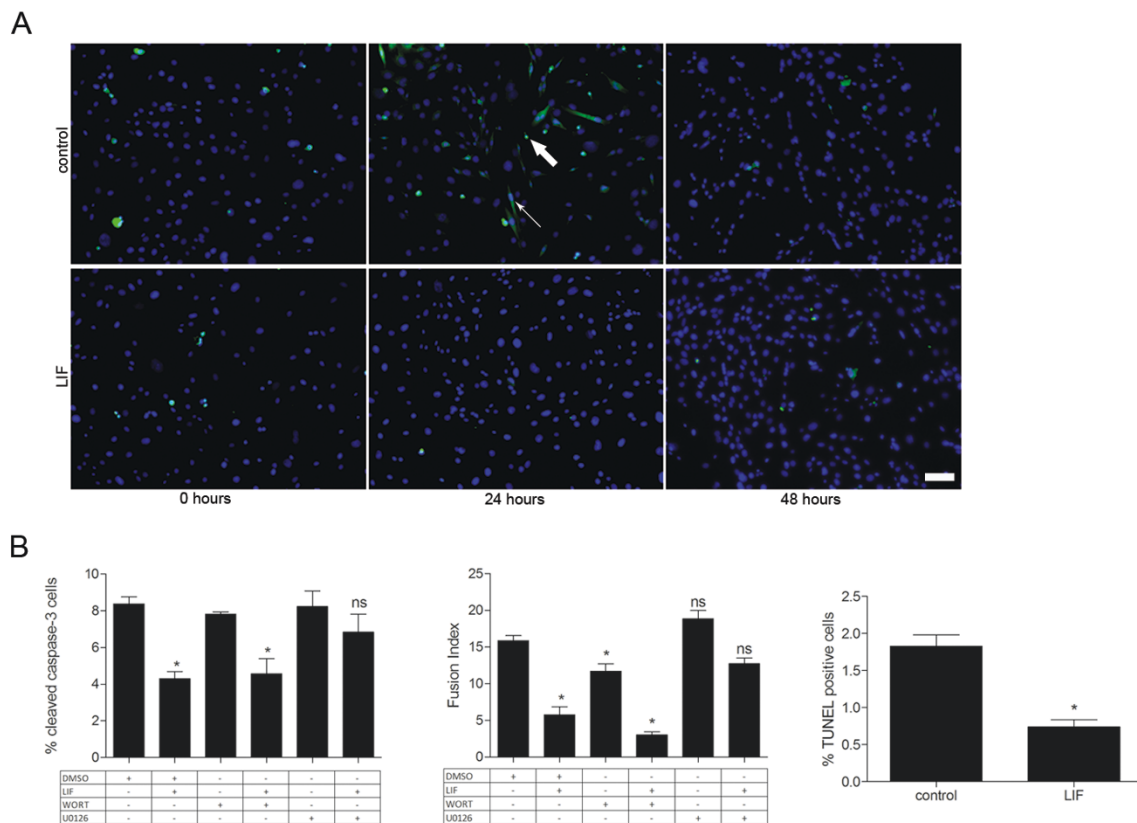 A
control
LIF
0 hours
24 hours
48 hours
B
% cleaved caspase-3 cells
10
8
6
4
2
0
*
*
ns
DMSO + + - - - -
LIF - + - + - +
WORT - - + + - -
U0126 - - - - + +
Fusion Index
25
20
15
10
5
0
*
*
*
ns
ns
DMSO + + - - - -
LIF - + - + - +
WORT - - + + - -
U0126 - - - - + +
% TUNEL positive cells
2.5
2.0
1.5
1.0
0.5
0.0
*
control
LIF